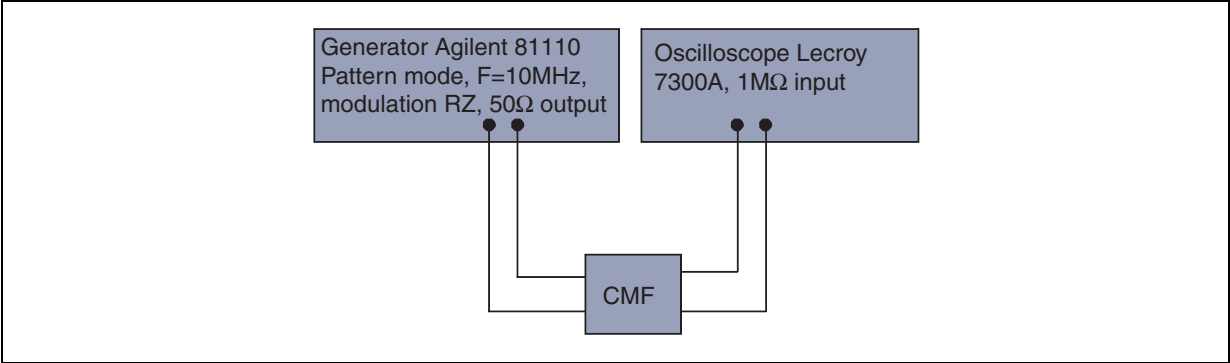 Generator Agilent 81110
Pattern mode, F=10MHz,
modulation RZ, 50Ω output
Oscilloscope Lecroy
7300A, 1MΩ input
CMF